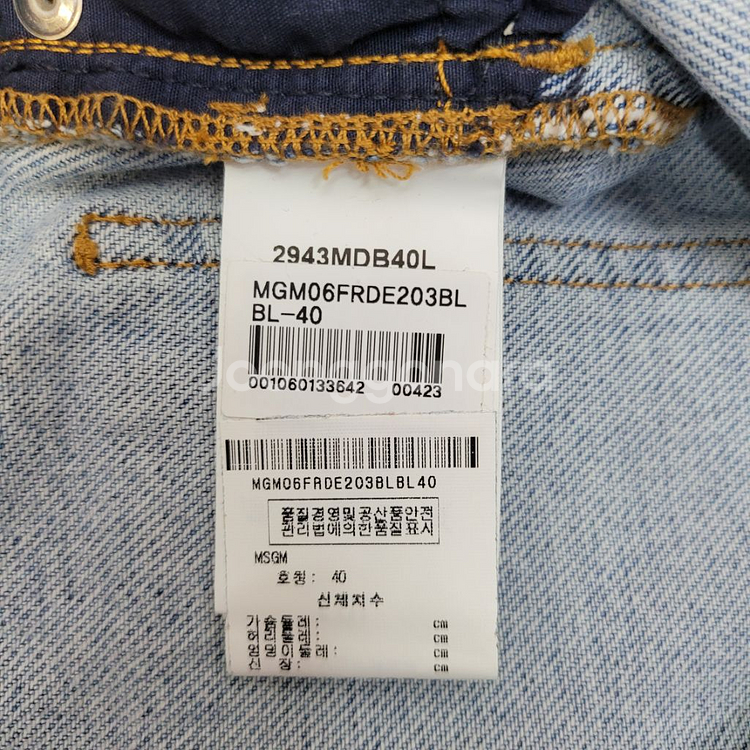 2943MDB40L
MGM06FRDE203BL
BL-40
001060133642 00423
MGM06FRDE203BLBL40
품질경영및공산품안전
관리법에의한품질표시
MSGM
호칭: 40
신체치수
가슴둘레: cm
허리둘레: cm
엉덩이둘레: cm
신 장: cm
joonggonara